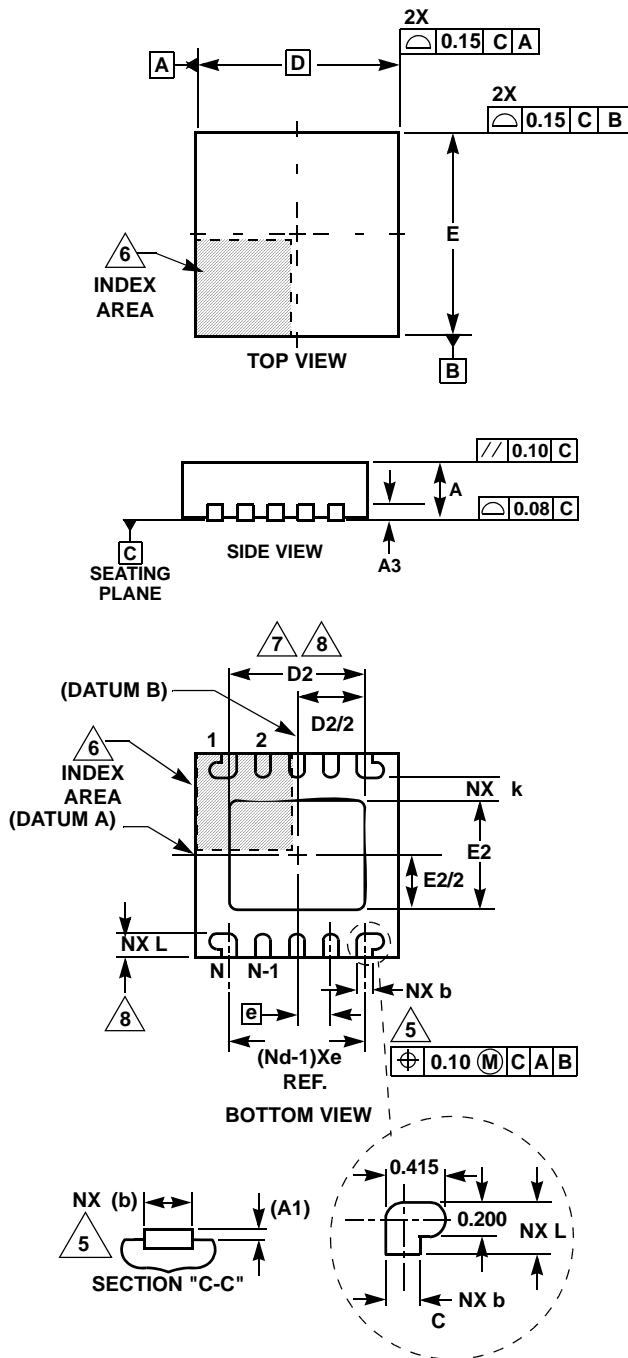 2X
⌓ 0.15 C A
A
D
2X
⌓ 0.15 C B
E
6
INDEX
AREA
TOP VIEW
B
// 0.10 C
A
⌓ 0.08 C
C
SEATING
PLANE
SIDE VIEW
A3
7 8
D2
(DATUM B)
D2/2
6
INDEX
AREA
1 2
NX k
(DATUM A)
E2
E2/2
NX L
N N-1
NX b
8
e
5
(Nd-1)Xe
REF.
⌖ 0.10 Ⓜ C A B
BOTTOM VIEW
0.415
NX (b)
(A1)
0.200
NX L
5
SECTION "C-C"
NX b
C